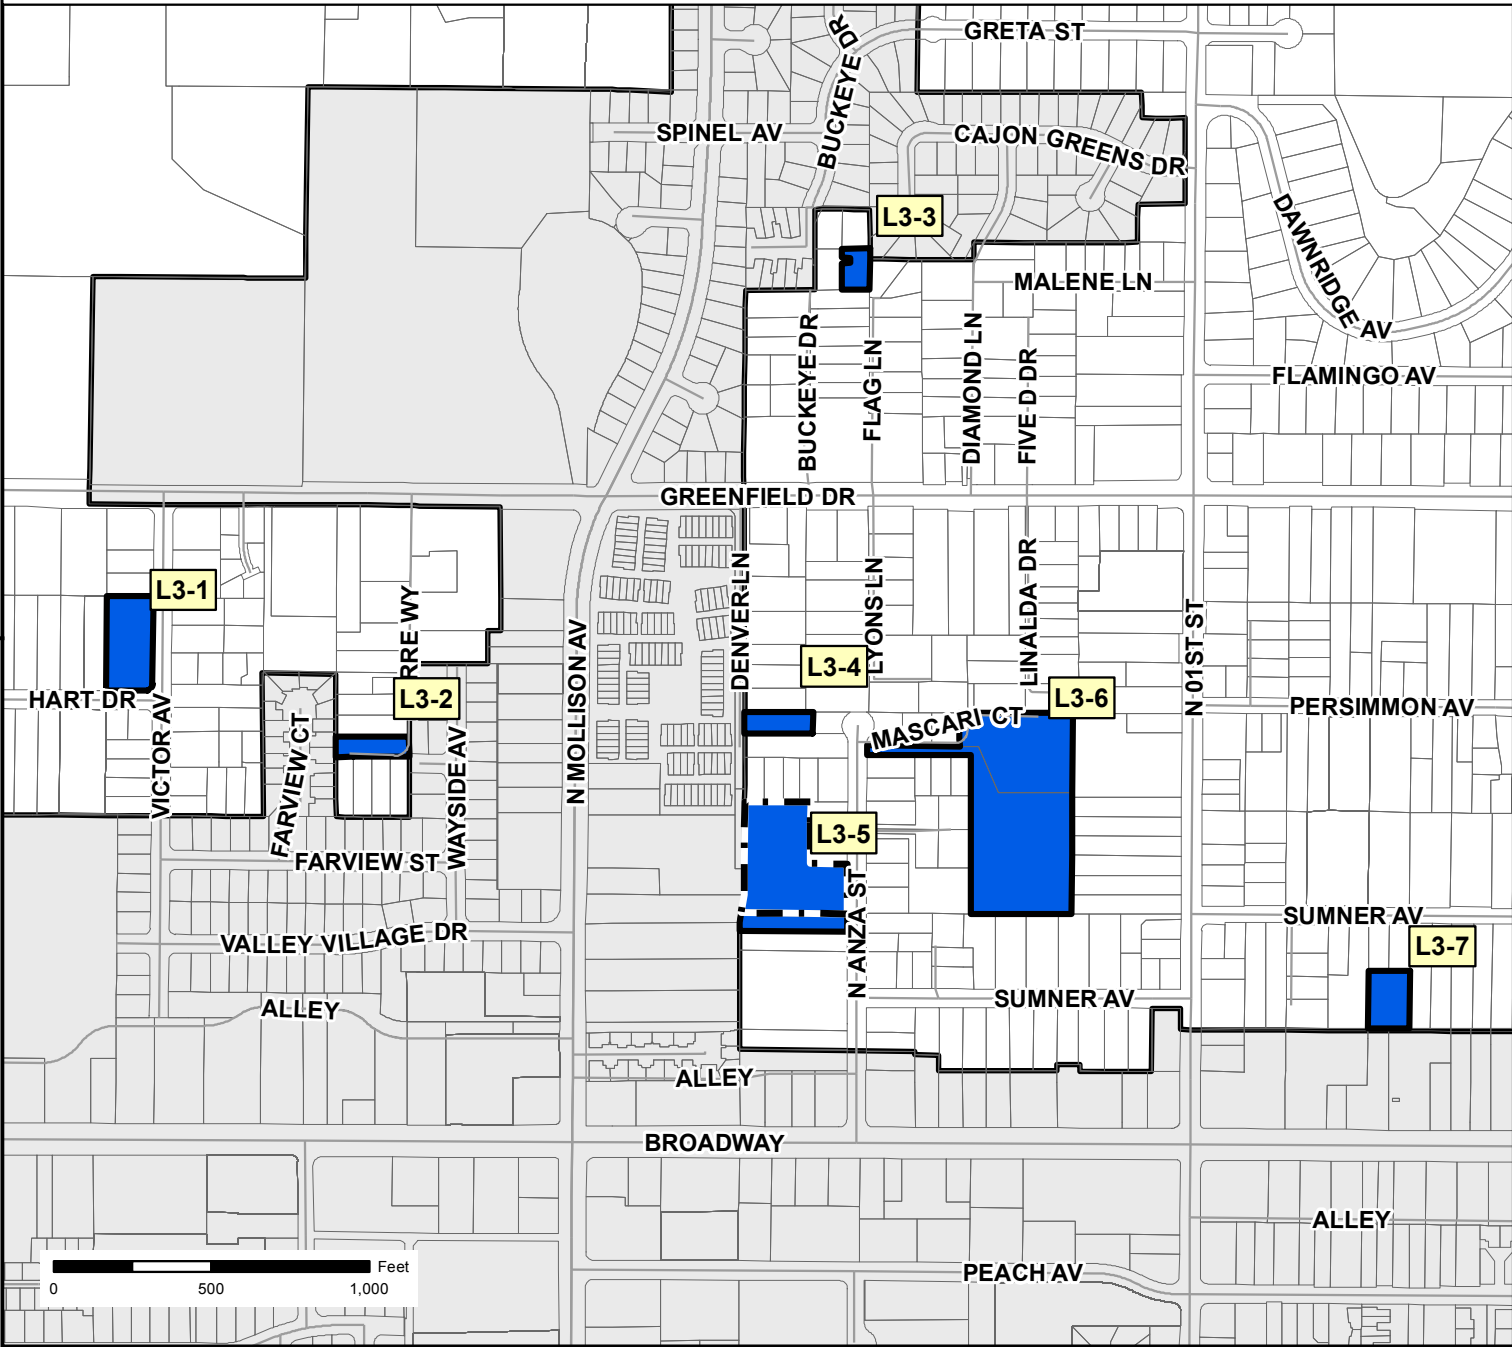 GRETA ST
BUCKEYE DR
SPINEL AV
CAJON GREENS DR
L3-3
DAWNRIDGE AV
MALENE LN
BUCKEYE DR
FLAG LN
DIAMOND LN
FIVE D DR
FLAMINGO AV
GREENFIELD DR
L3-1
RRE WY
DENVER LN
LYONS LN
LINALDA DR
N 01ST ST
HART DR
VICTOR AV
FARVIEW CT
L3-2
WAYSIDE AV
N MOLLISON AV
L3-4
L3-6
MASCARI CT
PERSIMMON AV
L3-5
FARVIEW ST
N ANZA ST
VALLEY VILLAGE DR
SUMNER AV
L3-7
ALLEY
SUMNER AV
ALLEY
BROADWAY
ALLEY
PEACH AV
Feet
0 500 1,000